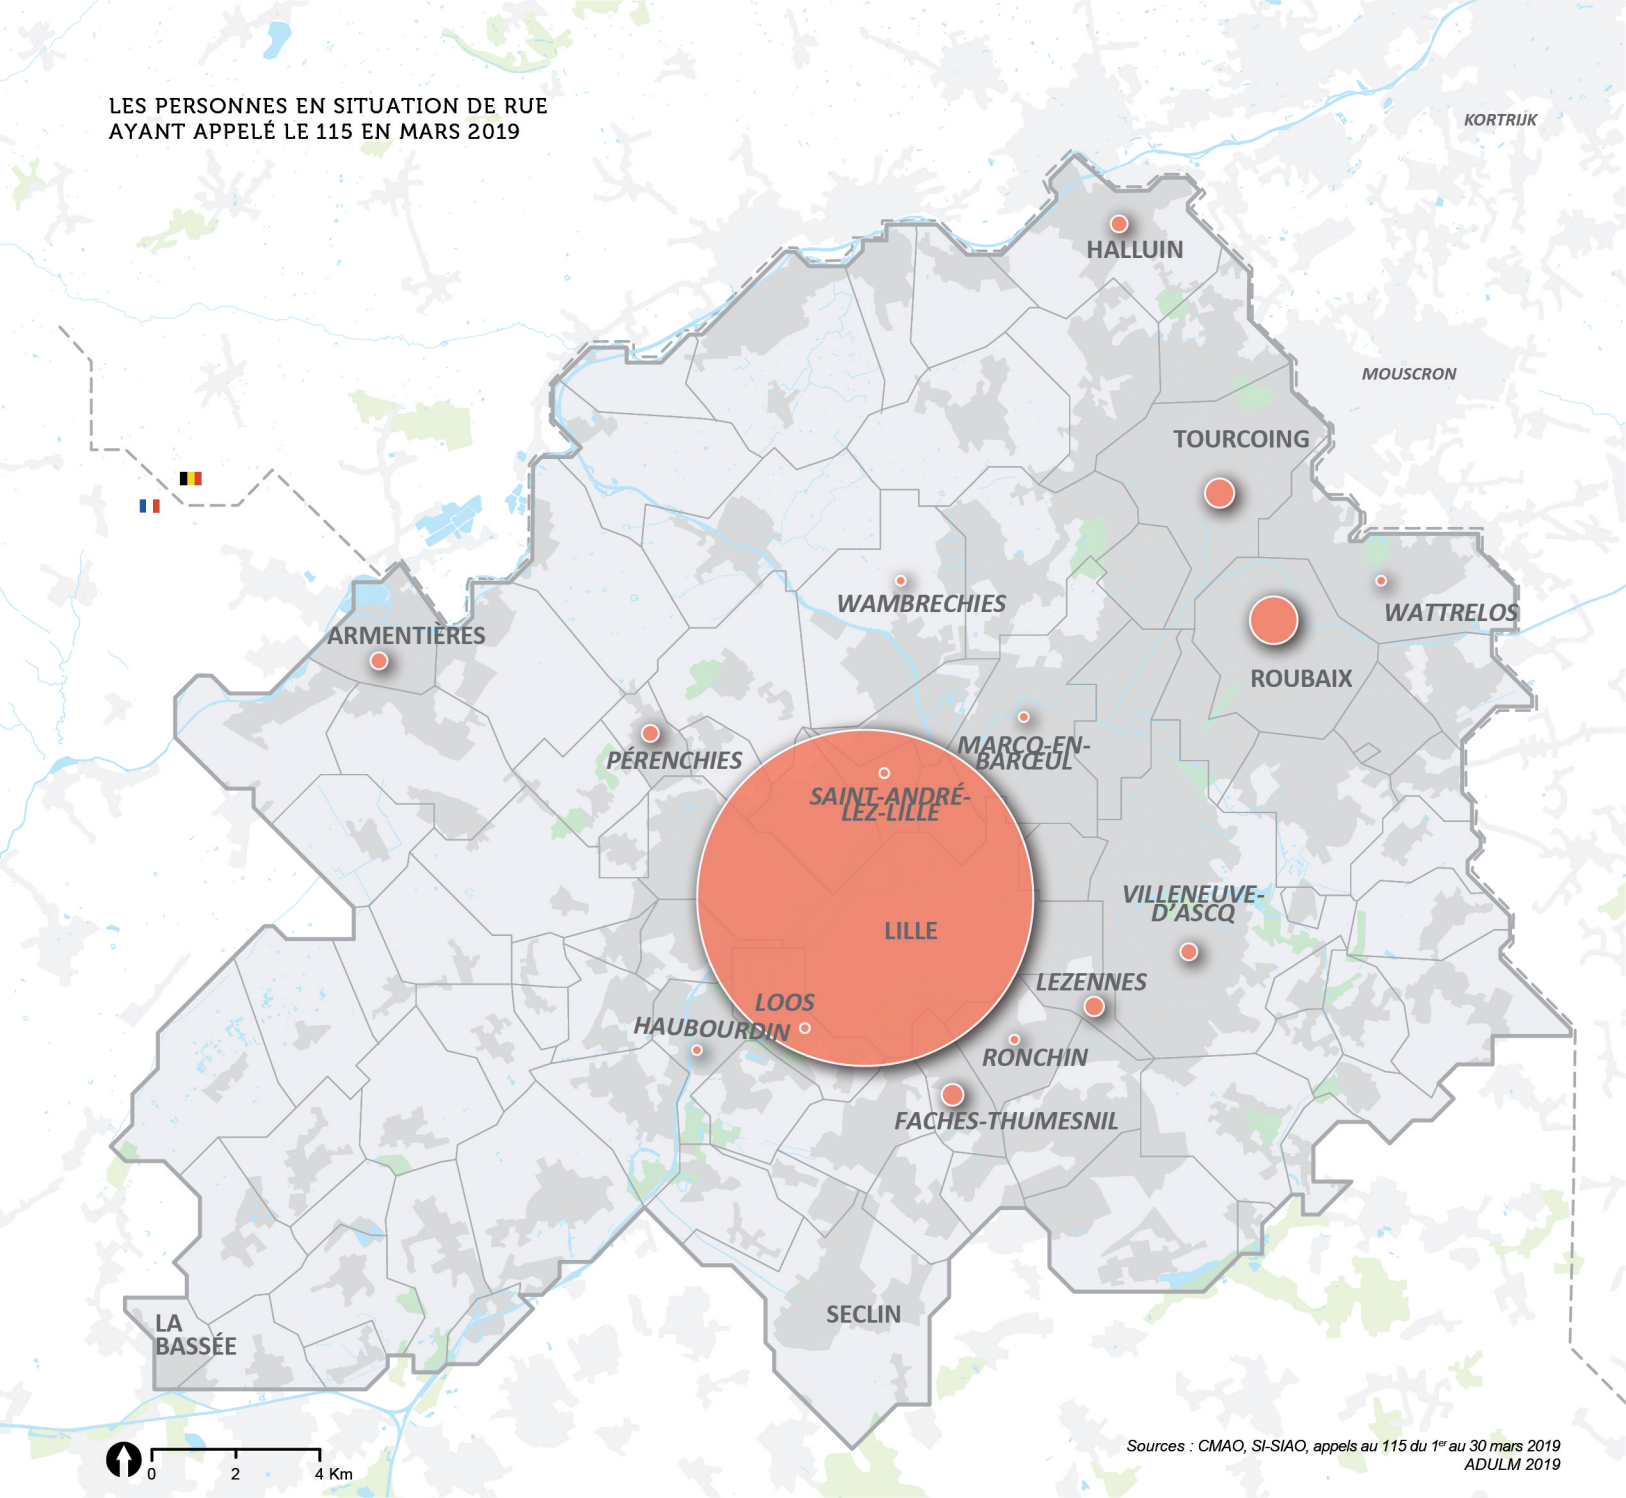 LES PERSONNES EN SITUATION DE RUE
AYANT APPELÉ LE 115 EN MARS 2019
KORTRIJK
HALLUIN
MOUSCRON
TOURCOING
WAMBRECHIES
WATTRELOS
ARMENTIÈRES
ROUBAIX
PÉRENCHIES
MARCQ-EN-
BARŒUL
SAINT-ANDRÉ-
LEZ-LILLE
VILLENEUVE-
D'ASCQ
LILLE
LEZENNES
LOOS
HAUBOURDIN
RONCHIN
FACHES-THUMESNIL
SECLIN
LA
BASSÉE
0 2 4 Km
Sources : CMAO, SI-SIAO, appels au 115 du 1er au 30 mars 2019
ADULM 2019